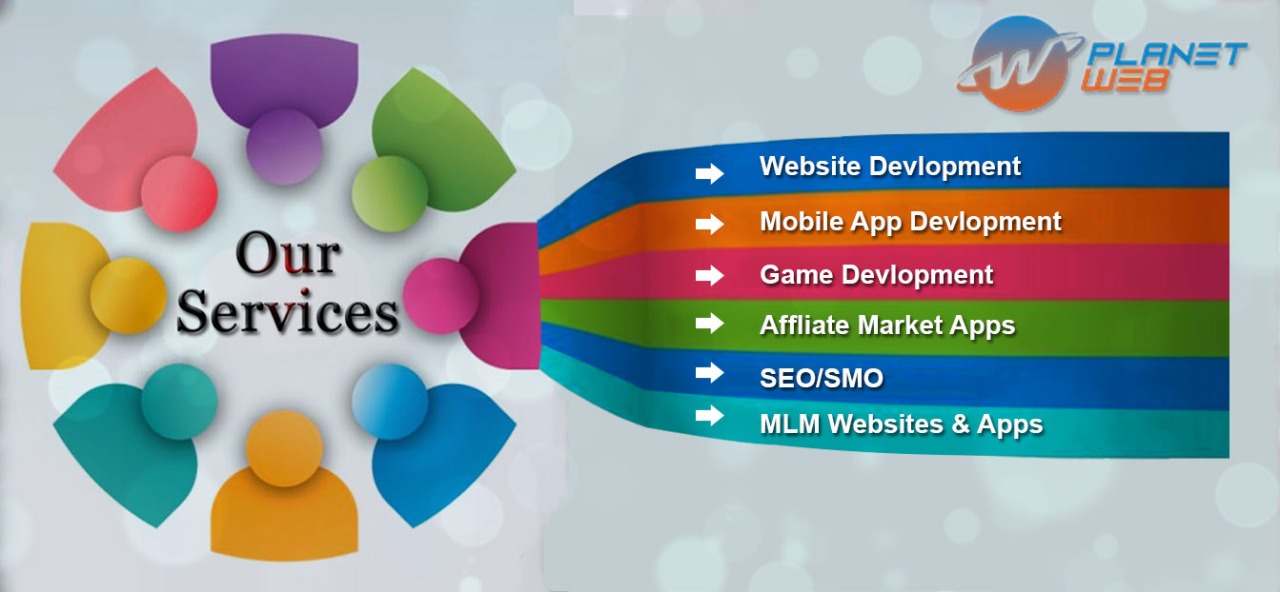 W PLANET
WEB
Our
Services
Website Devlopment
Mobile App Devlopment
Game Devlopment
Affliate Market Apps
SEO/SMO
MLM Websites & Apps